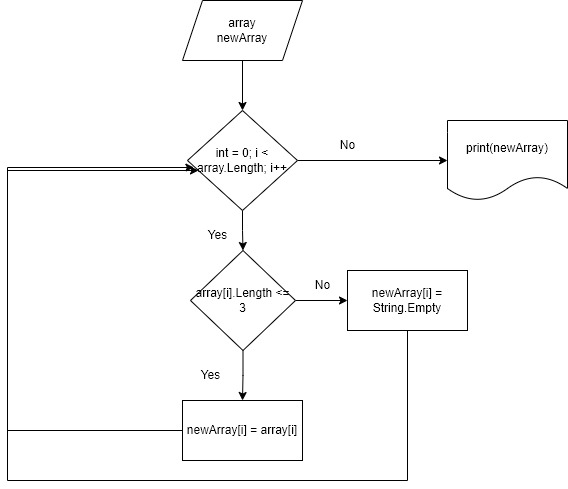 array
newArray
int = 0; i <
array.Length; i++
No
print(newArray)
Yes
array[i].Length <=
3
No
newArray[i] =
String.Empty
Yes
newArray[i] = array[i]